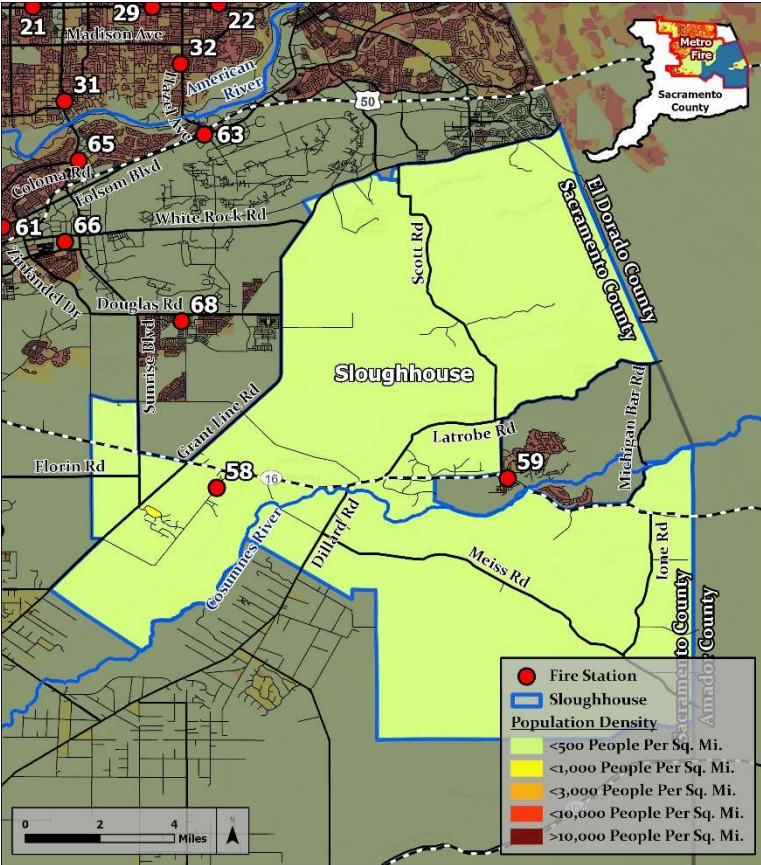 21
29
22
Madison Ave
32
31
American
River
Hazel Ave
50
63
65
Coloma Rd
Folsom Blvd
61
66
White Rock Rd
Zinfandel Dr
Douglas Rd
68
Sunrise Blvd
Grant Line Rd
Scott Rd
El Dorado County
Sacramento County
Metro
Fire
Sacramento
County
Sloughhouse
Latrobe Rd
Michigan Bar Rd
Florin Rd
58
16
59
Cosumnes River
Dillard Rd
Meiss Rd
Ione Rd
Sacramento County
Amador County
Fire Station
Sloughhouse
Population Density
<500 People Per Sq. Mi.
<1,000 People Per Sq. Mi.
<3,000 People Per Sq. Mi.
<10,000 People Per Sq. Mi.
>10,000 People Per Sq. Mi.
0 2 4
Miles